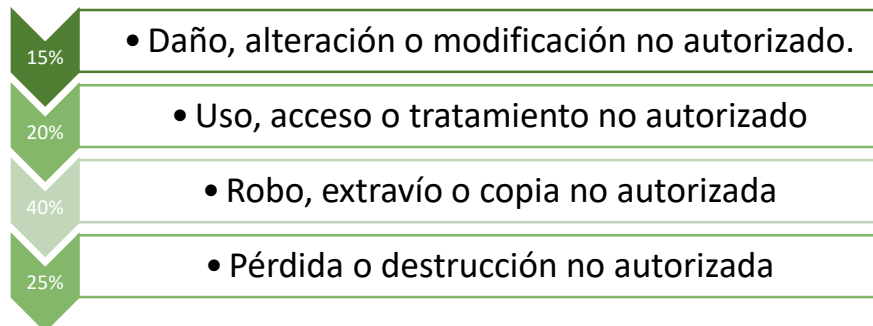 15%
• Daño, alteración o modificación no autorizado.
20%
• Uso, acceso o tratamiento no autorizado
40%
• Robo, extravío o copia no autorizada
25%
• Pérdida o destrucción no autorizada